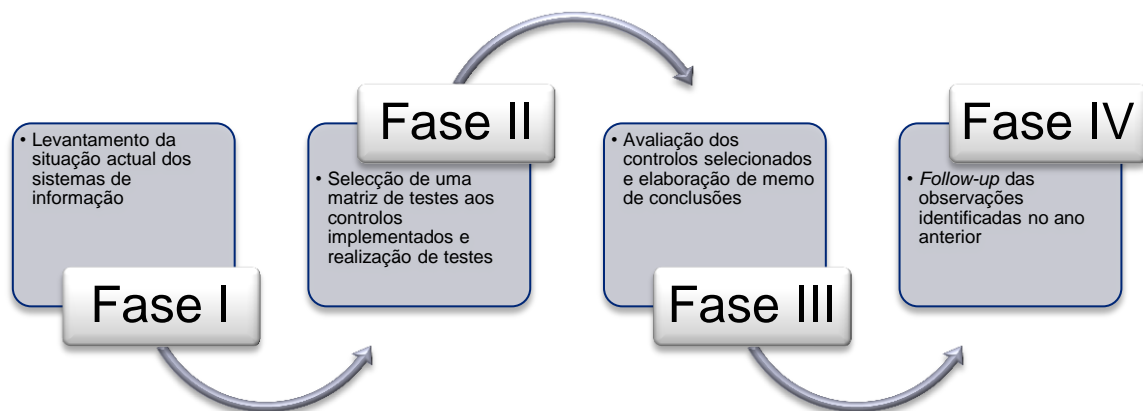 • Levantamento da
situação actual dos
sistemas de
informação
Fase I
Fase II
• Selecção de uma
matriz de testes aos
controlos
implementados e
realização de testes
• Avaliação dos
controlos selecionados
e elaboração de memo
de conclusões
Fase III
Fase IV
• Follow-up das
observações
identificadas no ano
anterior